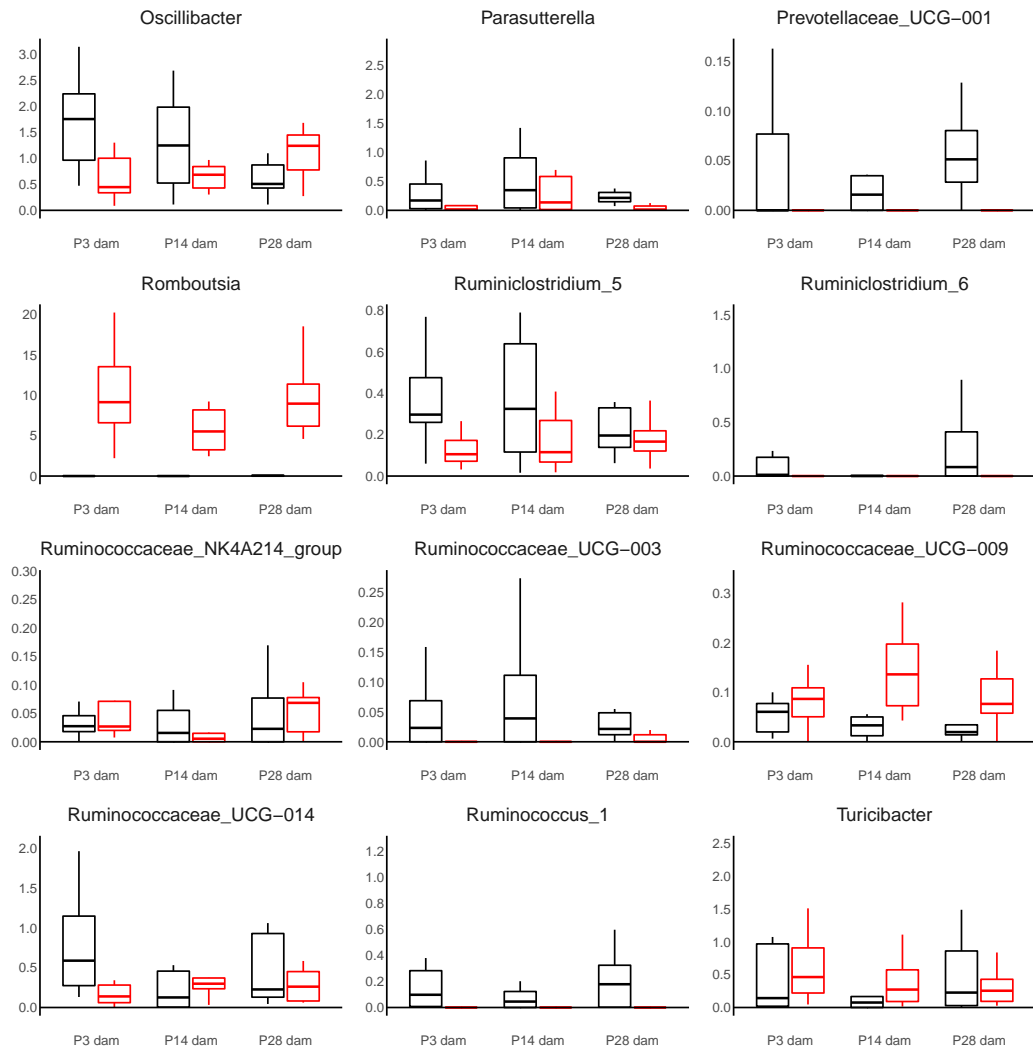 Oscillibacter
Parasutterella
Prevotellaceae_UCG−001
3.0
2.5
2.0
1.5
1.0
0.5
0.0
P3 dam P14 dam P28 dam
2.5
2.0
1.5
1.0
0.5
0.0
P3 dam P14 dam P28 dam
0.15
0.10
0.05
0.00
P3 dam P14 dam P28 dam
Romboutsia
Ruminiclostridium_5
Ruminiclostridium_6
20
15
10
5
0
P3 dam P14 dam P28 dam
0.8
0.6
0.4
0.2
0.0
P3 dam P14 dam P28 dam
1.5
1.0
0.5
0.0
P3 dam P14 dam P28 dam
Ruminococcaceae_NK4A214_group
Ruminococcaceae_UCG−003
Ruminococcaceae_UCG−009
0.30
0.25
0.20
0.15
0.10
0.05
0.00
P3 dam P14 dam P28 dam
0.25
0.20
0.15
0.10
0.05
0.00
P3 dam P14 dam P28 dam
0.3
0.2
0.1
0.0
P3 dam P14 dam P28 dam
Ruminococcaceae_UCG−014
Ruminococcus_1
Turicibacter
2.0
1.5
1.0
0.5
0.0
P3 dam P14 dam P28 dam
1.2
1.0
0.8
0.6
0.4
0.2
0.0
P3 dam P14 dam P28 dam
2.5
2.0
1.5
1.0
0.5
0.0
P3 dam P14 dam P28 dam